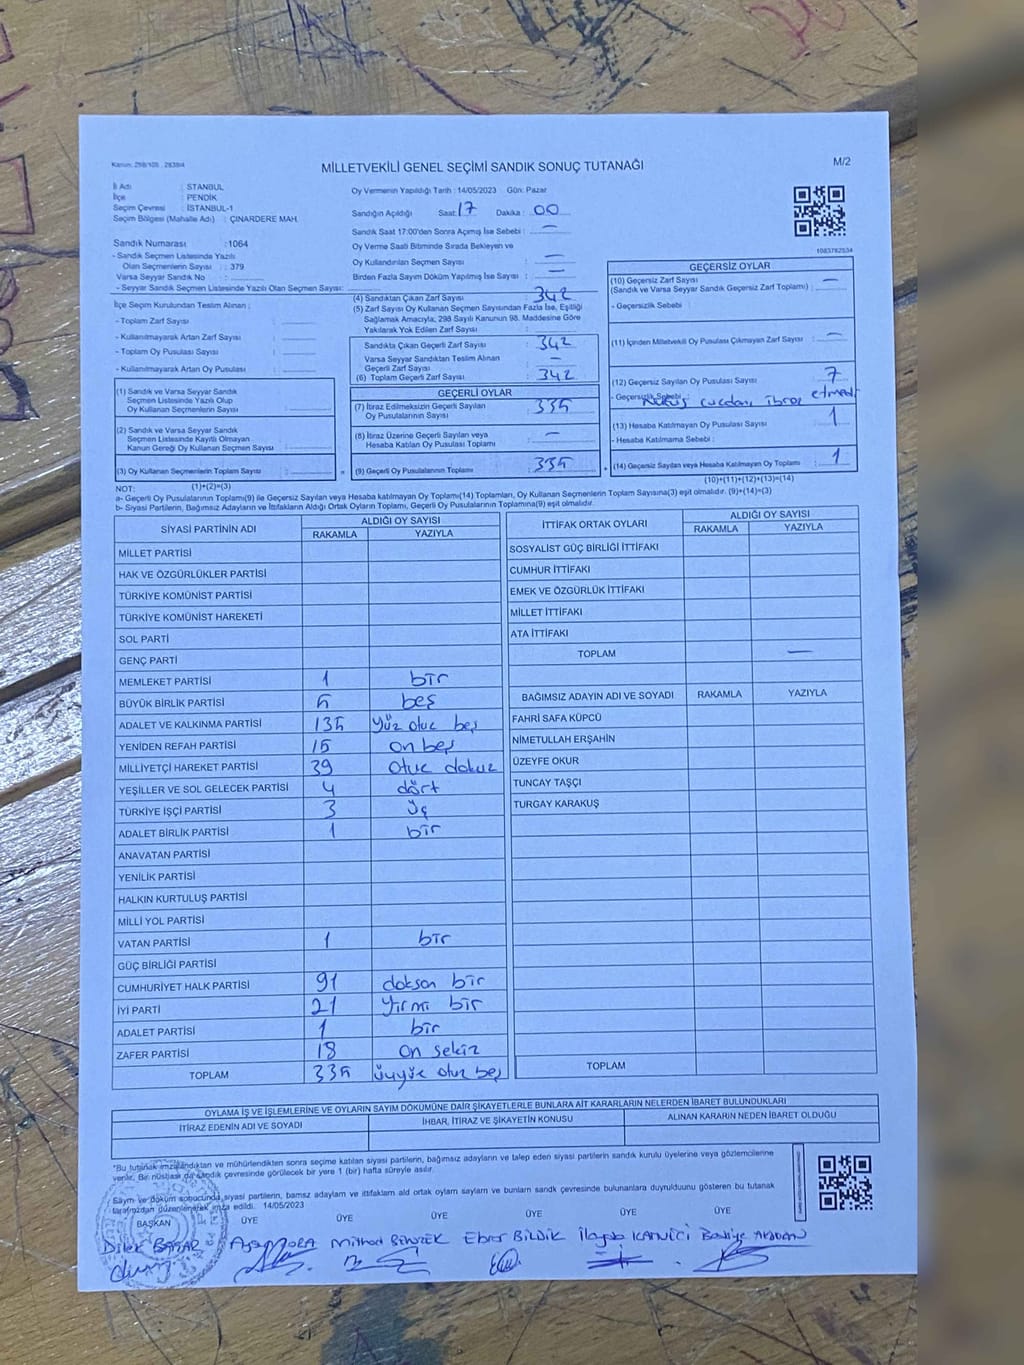 Kanun: 298/105 , 2839/4
MİLLETVEKİLİ GENEL SEÇİMİ SANDIK SONUÇ TUTANAĞI
M/2
İl Adı : STANBUL
İlçe : PENDİK
Seçim Çevresi : İSTANBUL-1
Seçim Bölgesi (Mahalle Adı) : ÇINARDERE MAH.
Sandık Numarası :1064
- Sandık Seçmen Listesinde Yazılı
Olan Seçmenlerin Sayısı : 379
Varsa Seyyar Sandık No :
- Seyyar Sandık Seçmen Listesinde Yazılı Olan Seçmen Sayısı:
İlçe Seçim Kurulundan Teslim Alınan :
- Toplam Zarf Sayısı :
- Kullanılmayarak Artan Zarf Sayısı :
- Toplam Oy Pusulası Sayısı :
- Kullanılmayarak Artan Oy Pusulası :
(1) Sandık ve Varsa Seyyar Sandık
Seçmen Listesinde Yazılı Olup
Oy Kullanan Seçmenlerin Sayısı :
(2) Varsa Seyyar Sandık
Seçmen Listesinde Kayıtlı Olmayan
Kanun Gereği Oy Kullanan Seçmen Sayısı :
(3) Oy Kullanan Seçmenlerin Toplam Sayısı :
(1)+(2)=(3)
Oy Vermenin Yapıldığı Tarih : 14/05/2023 Gün: Pazar
Sandığın Açıldığı Saat: 17 Dakika : 00
Sandık Saat 17:00'den Sonra Açımış İse Sebebi : —
Oy Verme Saati Bitiminde Sırada Bekleyen ve
Oy Kullandırılan Seçmen Sayısı : —
Birden Fazla Sayım Döküm Yapılmış İse Sayısı : —
(4) Sandıktan Çıkan Zarf Sayısı : 342
(5) Zarf Sayısı Oy Kullanan Seçmen Sayısından Fazla İse, Eşitliği
Sağlamak Amacıyla, 298 Sayılı Kanunun 98. Maddesine Göre
Yakılarak Yok Edilen Zarf Sayısı :
Sandıkta Çıkan Geçerli Zarf Sayısı : 342
Varsa Seyyar Sandıktan Teslim Alınan
Geçerli Zarf Sayısı : —
(6) Toplam Geçerli Zarf Sayısı : 342
GEÇERLİ OYLAR
(7) İtiraz Edilmeksizin Geçerli Sayılan
Oy Pusulalarının Sayısı : 335
(8) İtiraz Üzerine Geçerli Sayılan veya
Hesaba Katılan Oy Pusulası Toplamı : —
(9) Geçerli Oy Pusulalarının Toplamı : 335
1083782534
GEÇERSİZ OYLAR
(10) Geçersiz Zarf Sayısı : —
(Sandık ve Varsa Seyyar Sandık Geçersiz Zarf Toplamı) :
- Geçersizlik Sebebi :
(11) İçinden Milletvekili Oy Pusulası Çıkmayan Zarf Sayısı : —
(12) Geçersiz Sayılan Oy Pusulası Sayısı : 7
- Geçersizlik Sebebi : ibraz etmedi
(13) Hesaba Katılmayan Oy Pusulası Sayısı : 1
- Hesaba Katılmama Sebebi :
(14) Geçersiz Sayılan veya Hesaba Katılmayan Oy Toplamı : 1
(10)+(11)+(12)+(13)=(14)
NOT:
a- Geçerli Oy Pusulalarının Toplamı(9) ile Geçersiz Sayılan veya Hesaba katılmayan Oy Toplamı(14) Toplamları, Oy Kullanan Seçmenlerin Toplam Sayısına(3) eşit olmalıdır. (9)+(14)=(3)
b- Siyasi Partilerin, Bağımsız Adayların ve İttifakların Aldığı Ortak Oyların Toplamı, Geçerli Oy Pusulalarının Toplamına(9) eşit olmalıdır.
SİYASİ PARTİNİN ADI ALDIĞI OY SAYISI
RAKAMLA YAZIYLA
MİLLET PARTİSİ
HAK VE ÖZGÜRLÜKLER PARTİSİ
TÜRKİYE KOMÜNİST PARTİSİ
TÜRKİYE KOMÜNİST HAREKETİ
SOL PARTİ
GENÇ PARTİ
MEMLEKET PARTİSİ 1 bir
BÜYÜK BİRLİK PARTİSİ 5 beş
ADALET VE KALKINMA PARTİSİ 135 yüz otuz beş
YENİDEN REFAH PARTİSİ 15 on beş
MİLLİYETÇİ HAREKET PARTİSİ 39 otuz dokuz
YEŞİLLER VE SOL GELECEK PARTİSİ 4 dört
TÜRKİYE İŞÇİ PARTİSİ 3 üç
ADALET BİRLİK PARTİSİ 1 bir
ANAVATAN PARTİSİ
YENİLİK PARTİSİ
HALKIN KURTULUŞ PARTİSİ
MİLLİ YOL PARTİSİ
VATAN PARTİSİ 1 bir
GÜÇ BİRLİĞİ PARTİSİ
CUMHURİYET HALK PARTİSİ 91 doksan bir
İYİ PARTİ 21 yirmi bir
ADALET PARTİSİ 1 bir
ZAFER PARTİSİ 18 on sekiz
TOPLAM 335 üçyüz otuz beş
İTTİFAK ORTAK OYLARI ALDIĞI OY SAYISI
RAKAMLA YAZIYLA
SOSYALİST GÜÇ BİRLİĞİ İTTİFAKI
CUMHUR İTTİFAKI
EMEK VE ÖZGÜRLÜK İTTİFAKI
MİLLET İTTİFAKI
ATA İTTİFAKI
TOPLAM —
BAĞIMSIZ ADAYIN ADI VE SOYADI RAKAMLA YAZIYLA
FAHRİ SAFA KÜPCÜ
NİMETULLAH ERŞAHİN
ÜZEYFE OKUR
TUNCAY TAŞÇI
TURGAY KARAKUŞ
TOPLAM
OYLAMA İŞ VE İŞLEMLERİNE VE OYLARIN SAYIM DÖKÜMÜNE DAİR ŞİKAYETLERLE BUNLARA AİT KARARLARIN NELERDEN İBARET BULUNDUKLARI
İTİRAZ EDENİN ADI VE SOYADI İHBAR, İTİRAZ VE ŞİKAYETİN KONUSU ALINAN KARARIN NEDEN İBARET OLDUĞU
*Bu tutanak imzalandıktan ve mühürlendikten sonra seçime katılan siyasi partilerin, bağımsız adayların ve talep eden siyasi partilerin sandık kurulu üyelerine veya gözlemcilerine
verilir. Bir nüshası da sandık çevresinde görülecek bir yere 1 (bir) hafta süreyle asılır.
Sayım ve döküm sonucunda siyasi partilerin, bamsz adaylam ve ittifaklam ald ortak oylam saylam ve bunlam sandk çevresinde bulunanlara duyrulduunu gösteren bu tutanak
tarafmızdan düzenlenerek imza edildi. 14/05/2023
BAŞKAN ÜYE ÜYE ÜYE ÜYE ÜYE ÜYE
Dilek Ebrar BİLDİK